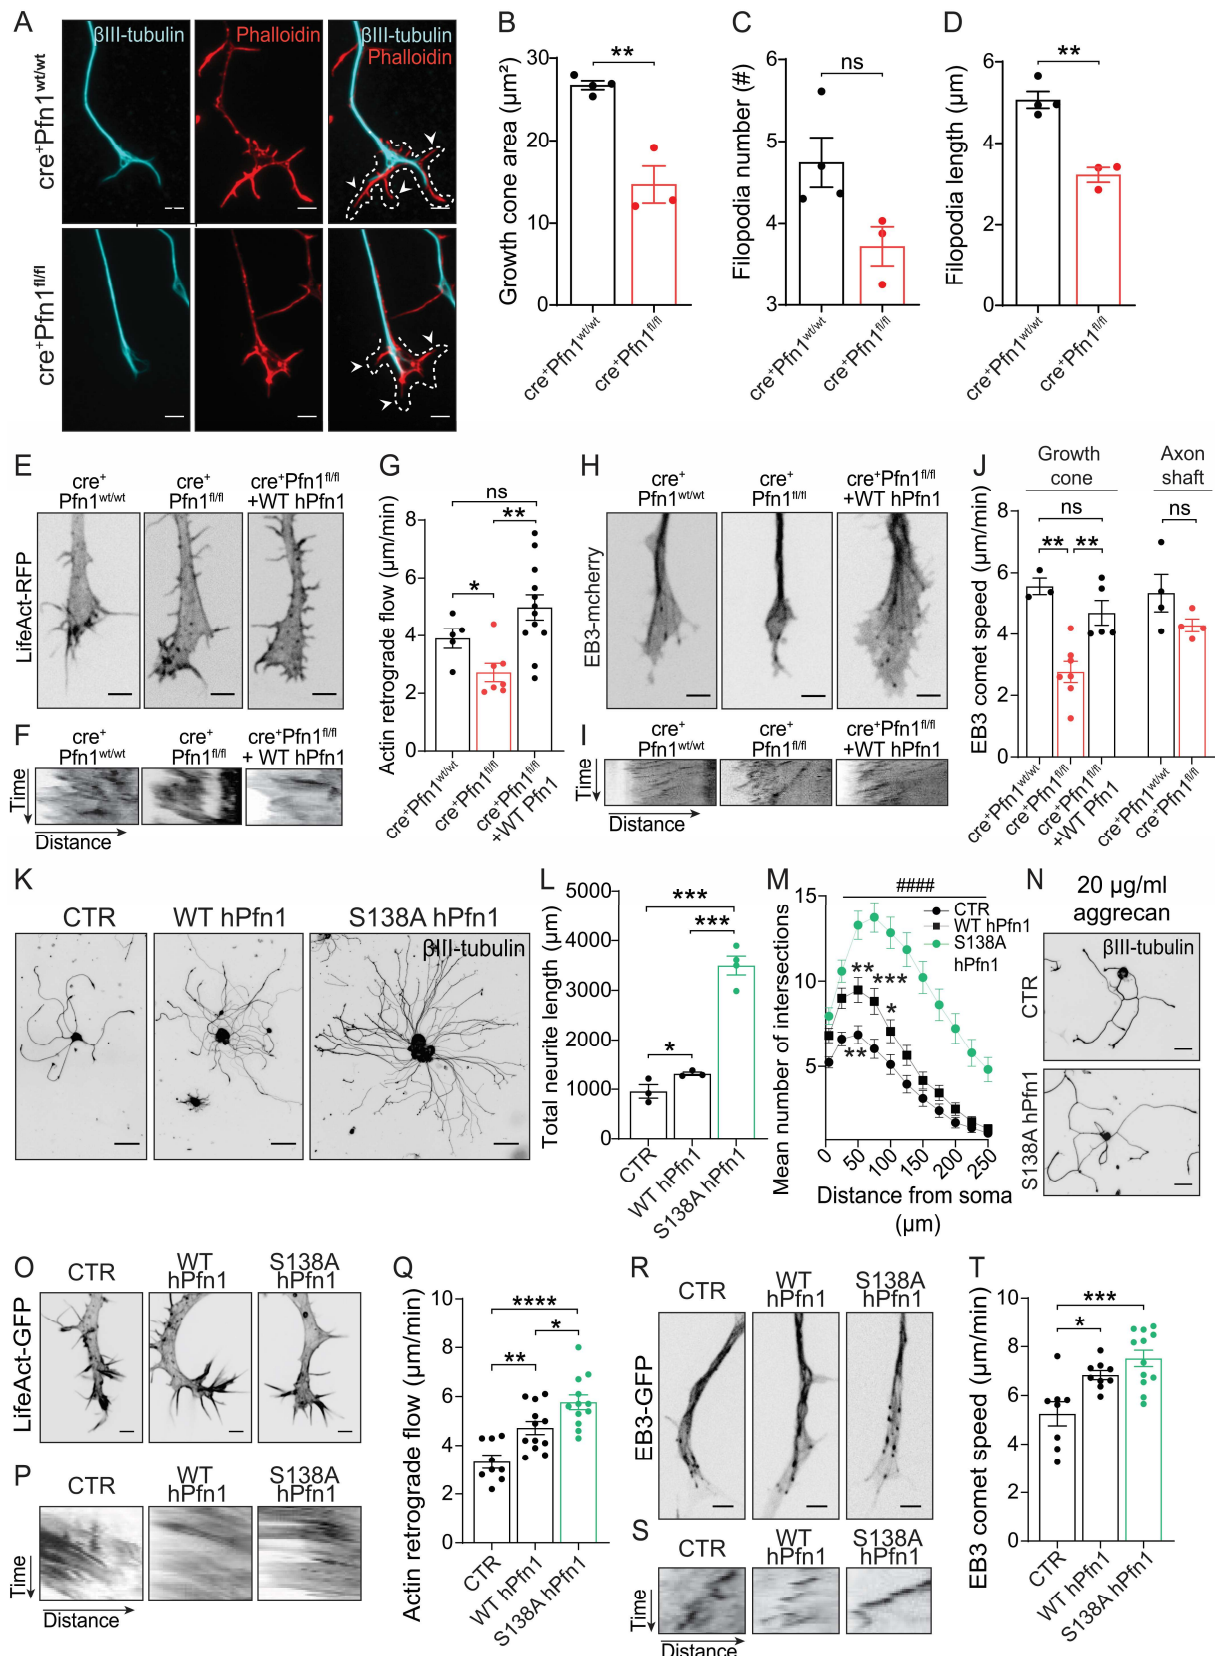 A
βIII-tubulin
Phalloidin
βIII-tubulin
Phalloidin
cre⁺Pfn1ʷᵗ/ʷᵗ
cre⁺Pfn1ᶠˡ/ᶠˡ
B
Growth cone area (µm²)
30
20
10
0
**
cre⁺Pfn1ʷᵗ/ʷᵗ
cre⁺Pfn1ᶠˡ/ᶠˡ
C
Filopodia number (#)
6
5
4
3
ns
cre⁺Pfn1ʷᵗ/ʷᵗ
cre⁺Pfn1ᶠˡ/ᶠˡ
D
Filopodia length (µm)
6
4
2
0
**
cre⁺Pfn1ʷᵗ/ʷᵗ
cre⁺Pfn1ᶠˡ/ᶠˡ
E
cre⁺
Pfn1ʷᵗ/ʷᵗ
cre⁺
Pfn1ᶠˡ/ᶠˡ
cre⁺Pfn1ᶠˡ/ᶠˡ
+WT hPfn1
LifeAct-RFP
F
cre⁺
Pfn1ʷᵗ/ʷᵗ
cre⁺
Pfn1ᶠˡ/ᶠˡ
cre⁺Pfn1ᶠˡ/ᶠˡ
+ WT hPfn1
Time
Distance
G
Actin retrograde flow (µm/min)
8
6
4
2
0
ns
**
*
cre⁺Pfn1ʷᵗ/ʷᵗ
cre⁺Pfn1ᶠˡ/ᶠˡ
cre⁺Pfn1ᶠˡ/ᶠˡ
+WT Pfn1
H
cre⁺
Pfn1ʷᵗ/ʷᵗ
cre⁺
Pfn1ᶠˡ/ᶠˡ
cre⁺Pfn1ᶠˡ/ᶠˡ
+WT hPfn1
EB3-mcherry
I
cre⁺
Pfn1ʷᵗ/ʷᵗ
cre⁺
Pfn1ᶠˡ/ᶠˡ
cre⁺Pfn1ᶠˡ/ᶠˡ
+WT hPfn1
Time
Distance
J
Growth
cone
Axon
shaft
EB3 comet speed (µm/min)
8
6
4
2
0
ns
**
**
ns
cre⁺Pfn1ʷᵗ/ʷᵗ
cre⁺Pfn1ᶠˡ/ᶠˡ
cre⁺Pfn1ᶠˡ/ᶠˡ
+WT Pfn1
cre⁺Pfn1ʷᵗ/ʷᵗ
cre⁺Pfn1ᶠˡ/ᶠˡ
K
CTR
WT hPfn1
S138A hPfn1
βIII-tubulin
L
Total neurite length (µm)
5000
4000
3000
2000
1000
0
***
***
*
CTR
WT hPfn1
S138A hPfn1
M
Mean number of intersections
15
10
5
####
CTR
WT hPfn1
S138A
hPfn1
**
***
*
**
0
50
100
150
200
250
Distance from soma
(µm)
N
20 µg/ml
aggrecan
βIII-tubulin
CTR
S138A hPfn1
O
CTR
WT
hPfn1
S138A
hPfn1
LifeAct-GFP
P
CTR
WT
hPfn1
S138A
hPfn1
Time
Distance
Q
Actin retrograde flow (µm/min)
10
8
6
4
2
0
****
*
**
CTR
WT hPfn1
S138A hPfn1
R
CTR
WT
hPfn1
S138A
hPfn1
EB3-GFP
S
CTR
WT
hPfn1
S138A
hPfn1
Time
Distance
T
EB3 comet speed (µm/min)
10
8
6
4
2
0
***
*
CTR
WT hPfn1
S138A hPfn1